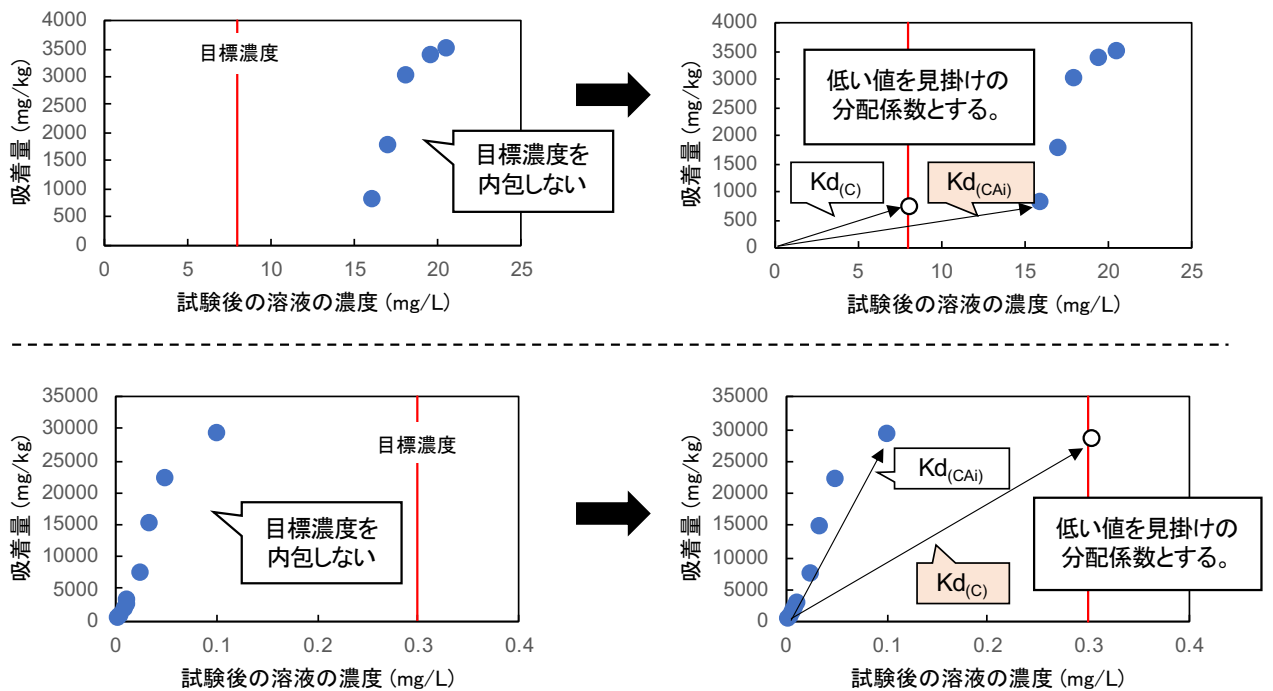 4000
3500
3000
2500
2000
1500
1000
500
0
吸着量 (mg/kg)
目標濃度
目標濃度を
内包しない
0 5 10 15 20 25
試験後の溶液の濃度 (mg/L)
4000
3500
3000
2500
2000
1500
1000
500
0
吸着量 (mg/kg)
低い値を見掛けの
分配係数とする。
Kd(C)
Kd(CAi)
0 5 10 15 20 25
試験後の溶液の濃度 (mg/L)
35000
30000
25000
20000
15000
10000
5000
0
吸着量 (mg/kg)
目標濃度
目標濃度を
内包しない
0 0.1 0.2 0.3 0.4
試験後の溶液の濃度 (mg/L)
35000
30000
25000
20000
15000
10000
5000
0
吸着量 (mg/kg)
Kd(CAi)
低い値を見掛けの
分配係数とする。
Kd(C)
0 0.1 0.2 0.3 0.4
試験後の溶液の濃度 (mg/L)